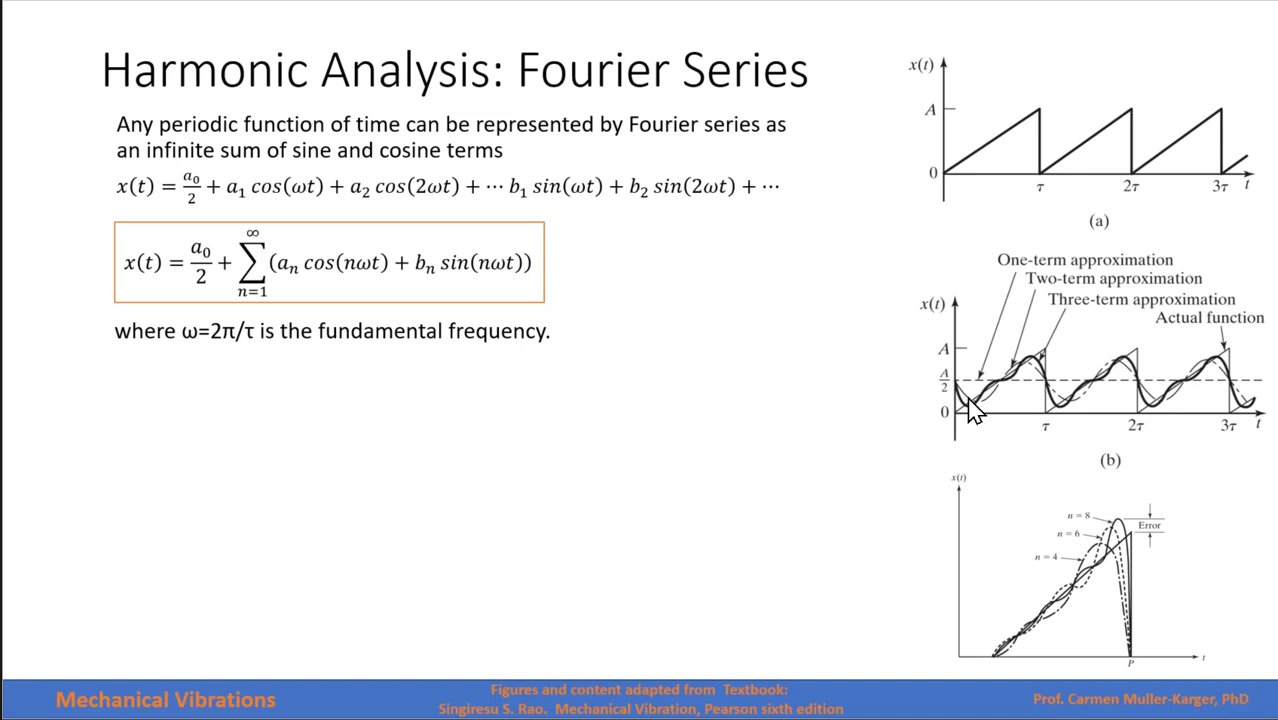 Harmonic Analysis: Fourier Series
Any periodic function of time can be represented by Fourier series as
an infinite sum of sine and cosine terms
x(t) = a₀/2 + a₁ cos(ωt) + a₂ cos(2ωt) + ⋯ b₁ sin(ωt) + b₂ sin(2ωt) + ⋯
x(t) = a₀/2 + ∑_{n=1}^{∞} (aₙ cos(nωt) + bₙ sin(nωt))
where ω=2π/τ is the fundamental frequency.
x(t)
A
0
τ 2τ 3τ t
(a)
One-term approximation
Two-term approximation
Three-term approximation
Actual function
x(t)
A
A/2
0
τ 2τ 3τ t
(b)
x(t)
n = 8
Error
n = 6
n = 4
t
P
Mechanical Vibrations
Figures and content adapted from Textbook:
Singiresu S. Rao. Mechanical Vibration, Pearson sixth edition
Prof. Carmen Muller-Karger, PhD